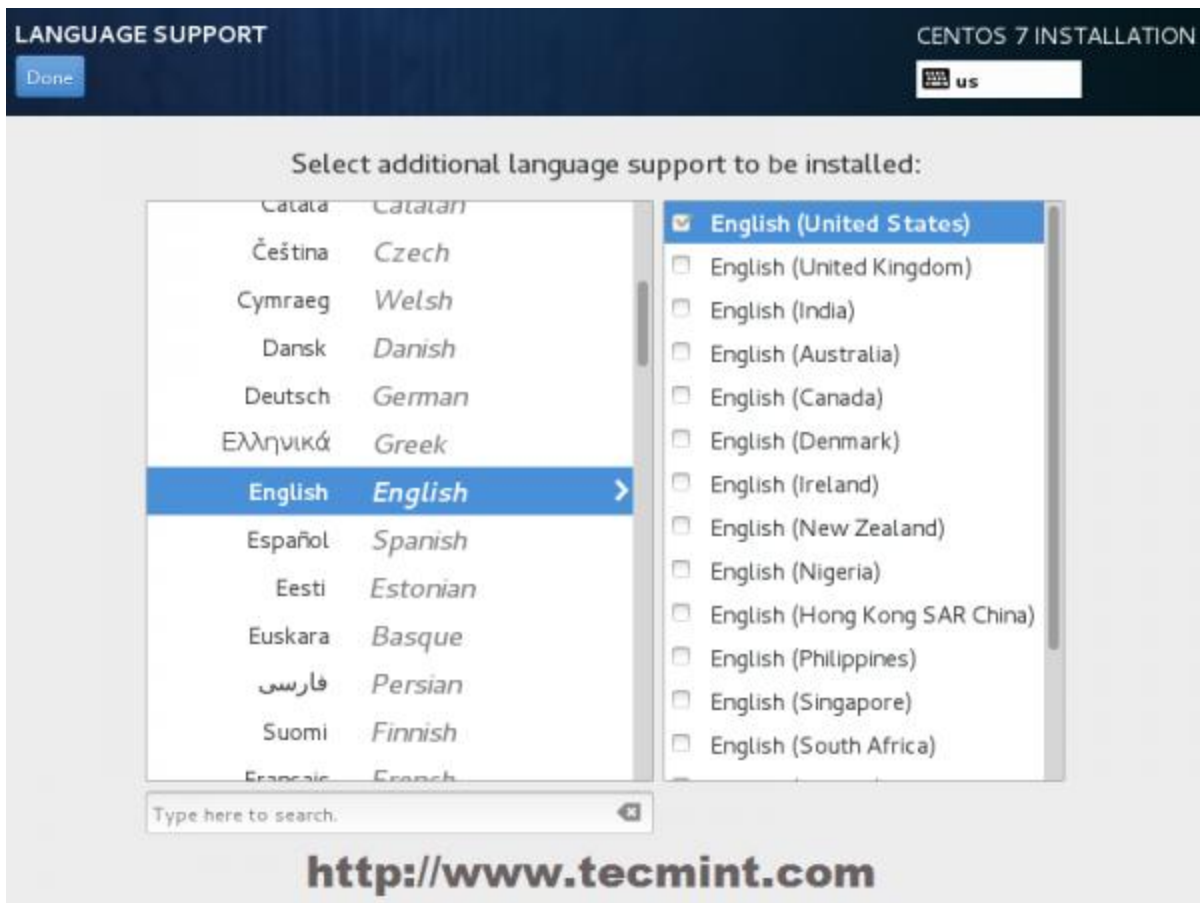 LANGUAGE SUPPORT
CENTOS 7 INSTALLATION
Done
us
Select additional language support to be installed:
Català Catalan
Čeština Czech
Cymraeg Welsh
Dansk Danish
Deutsch German
Ελληνικά Greek
English English
Español Spanish
Eesti Estonian
Euskara Basque
فارسی Persian
Suomi Finnish
Français French
English (United States)
English (United Kingdom)
English (India)
English (Australia)
English (Canada)
English (Denmark)
English (Ireland)
English (New Zealand)
English (Nigeria)
English (Hong Kong SAR China)
English (Philippines)
English (Singapore)
English (South Africa)
Type here to search.
http://www.tecmint.com